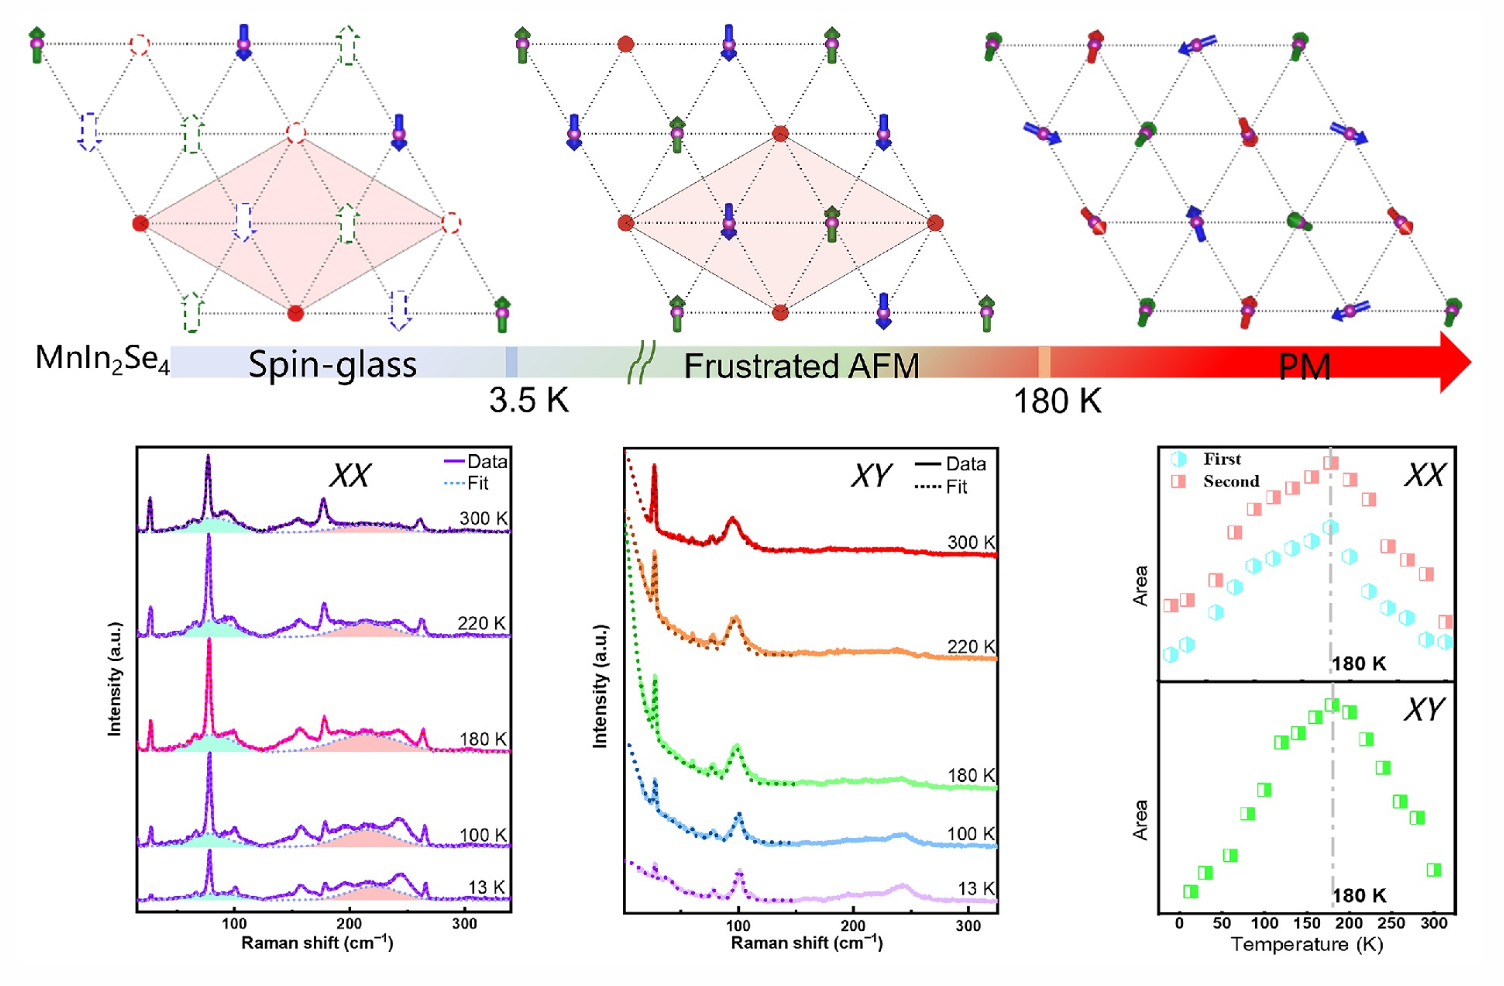 MnIn₂Se₄
Spin-glass
Frustrated AFM
PM
3.5 K
180 K
XX
Data
Fit
300 K
220 K
180 K
100 K
13 K
Intensity (a.u.)
100
200
300
Raman shift (cm⁻¹)
XY
Data
Fit
300 K
220 K
180 K
100 K
13 K
Intensity (a.u.)
100
200
300
Raman shift (cm⁻¹)
First
Second
XX
Area
180 K
XY
Area
180 K
0 50 100 150 200 250 300
Temperature (K)